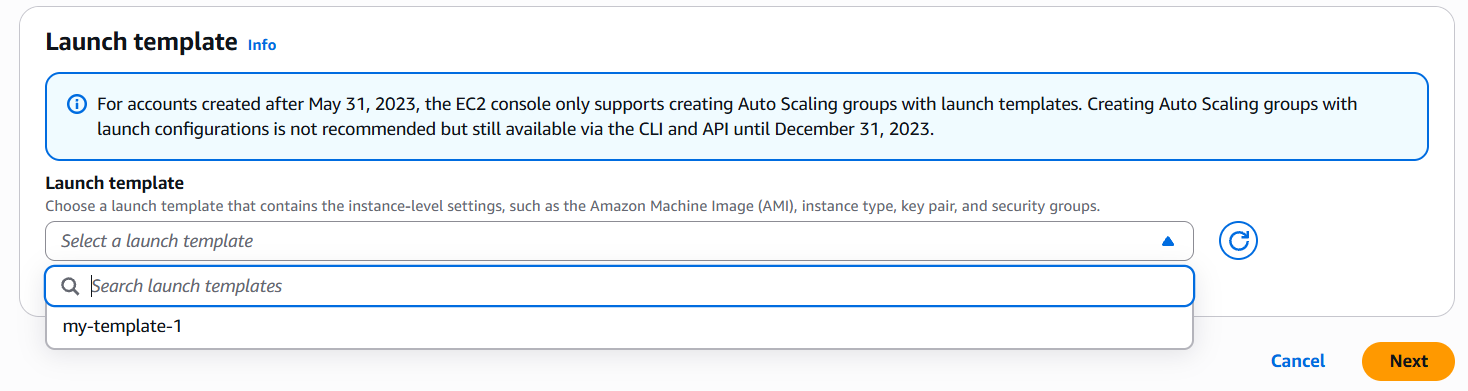 Launch template Info
For accounts created after May 31, 2023, the EC2 console only supports creating Auto Scaling groups with launch templates. Creating Auto Scaling groups with
launch configurations is not recommended but still available via the CLI and API until December 31, 2023.
Launch template
Choose a launch template that contains the instance-level settings, such as the Amazon Machine Image (AMI), instance type, key pair, and security groups.
Select a launch template
Search launch templates
my-template-1
Cancel Next